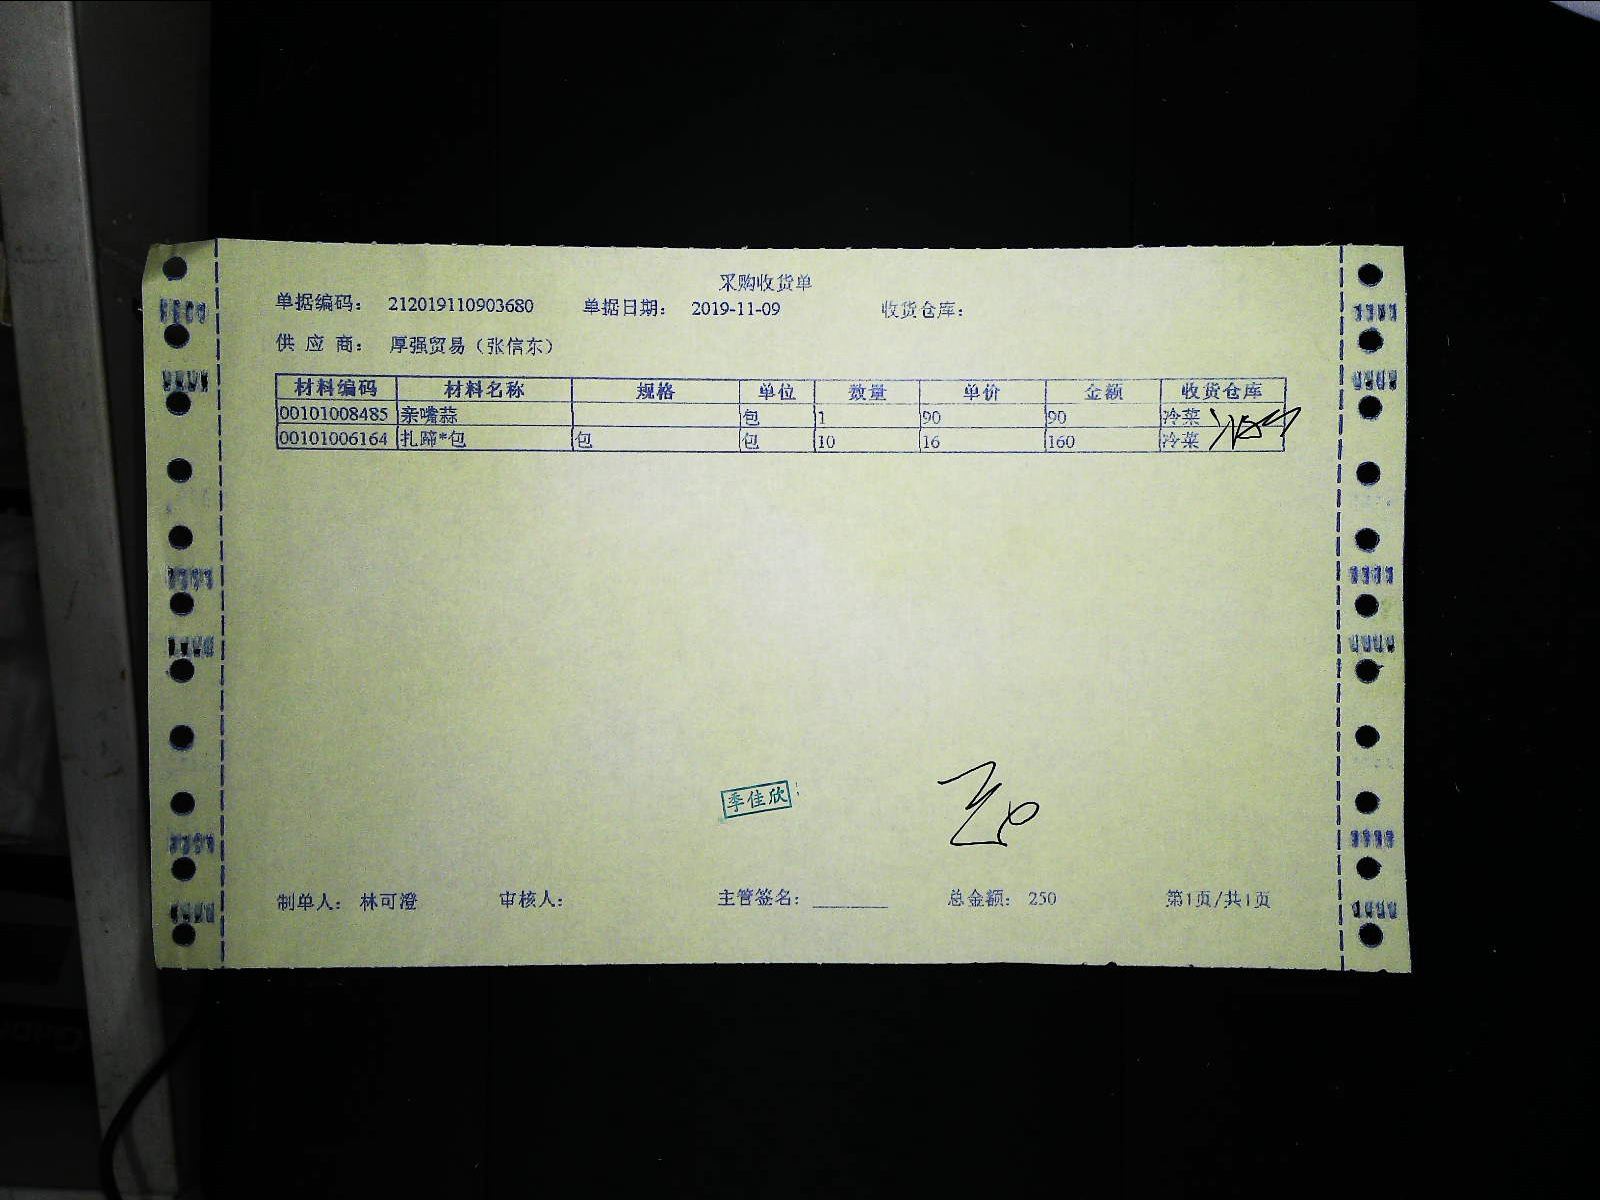 采购收货单
单据编码: 212019110903680 单据日期: 2019-11-09 收货仓库:
供 应 商: 厚强贸易（张信东）
材料编码 材料名称 规格 单位 数量 单价 金额 收货仓库
00101008485 亲嘴蒜 包 1 90 90 冷菜
00101006164 扎蹄*包 包 包 10 16 160 冷菜
季佳欣
制单人: 林可澄 审核人: 主管签名: ________ 总金额: 250 第1页/共1页